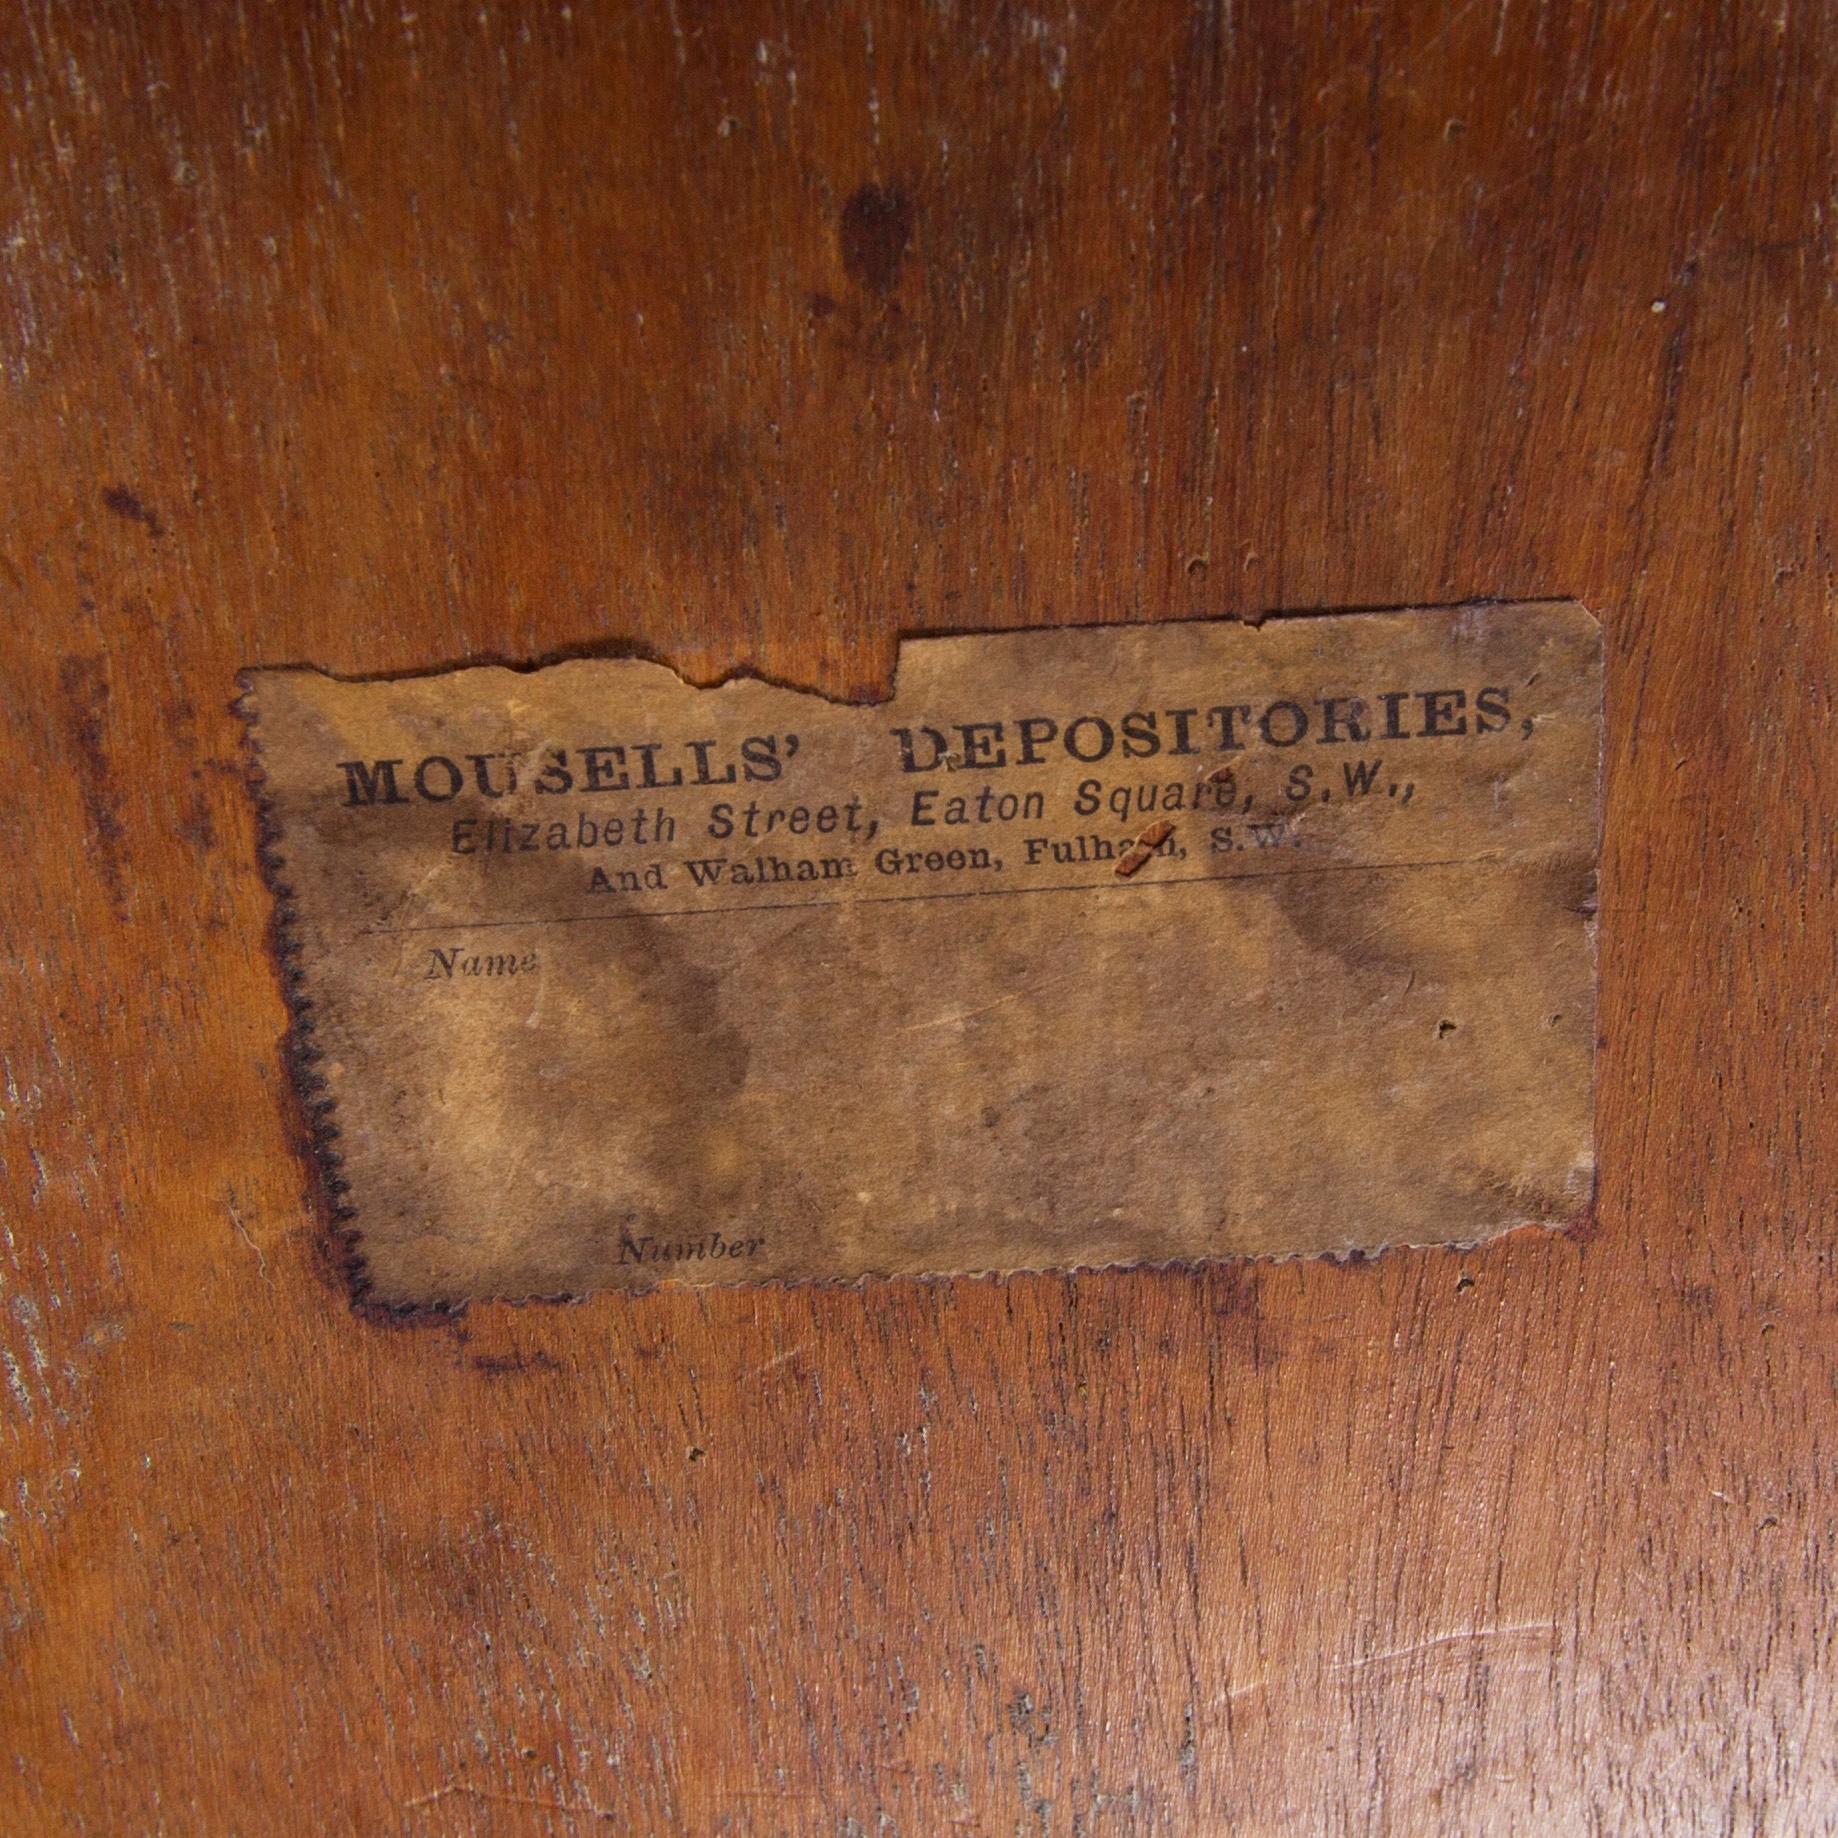 MOUSELLS' DEPOSITORIES,
Elizabeth Street, Eaton Square, S.W.,
And Walham Green, Fulham, S.W.
Name
Number